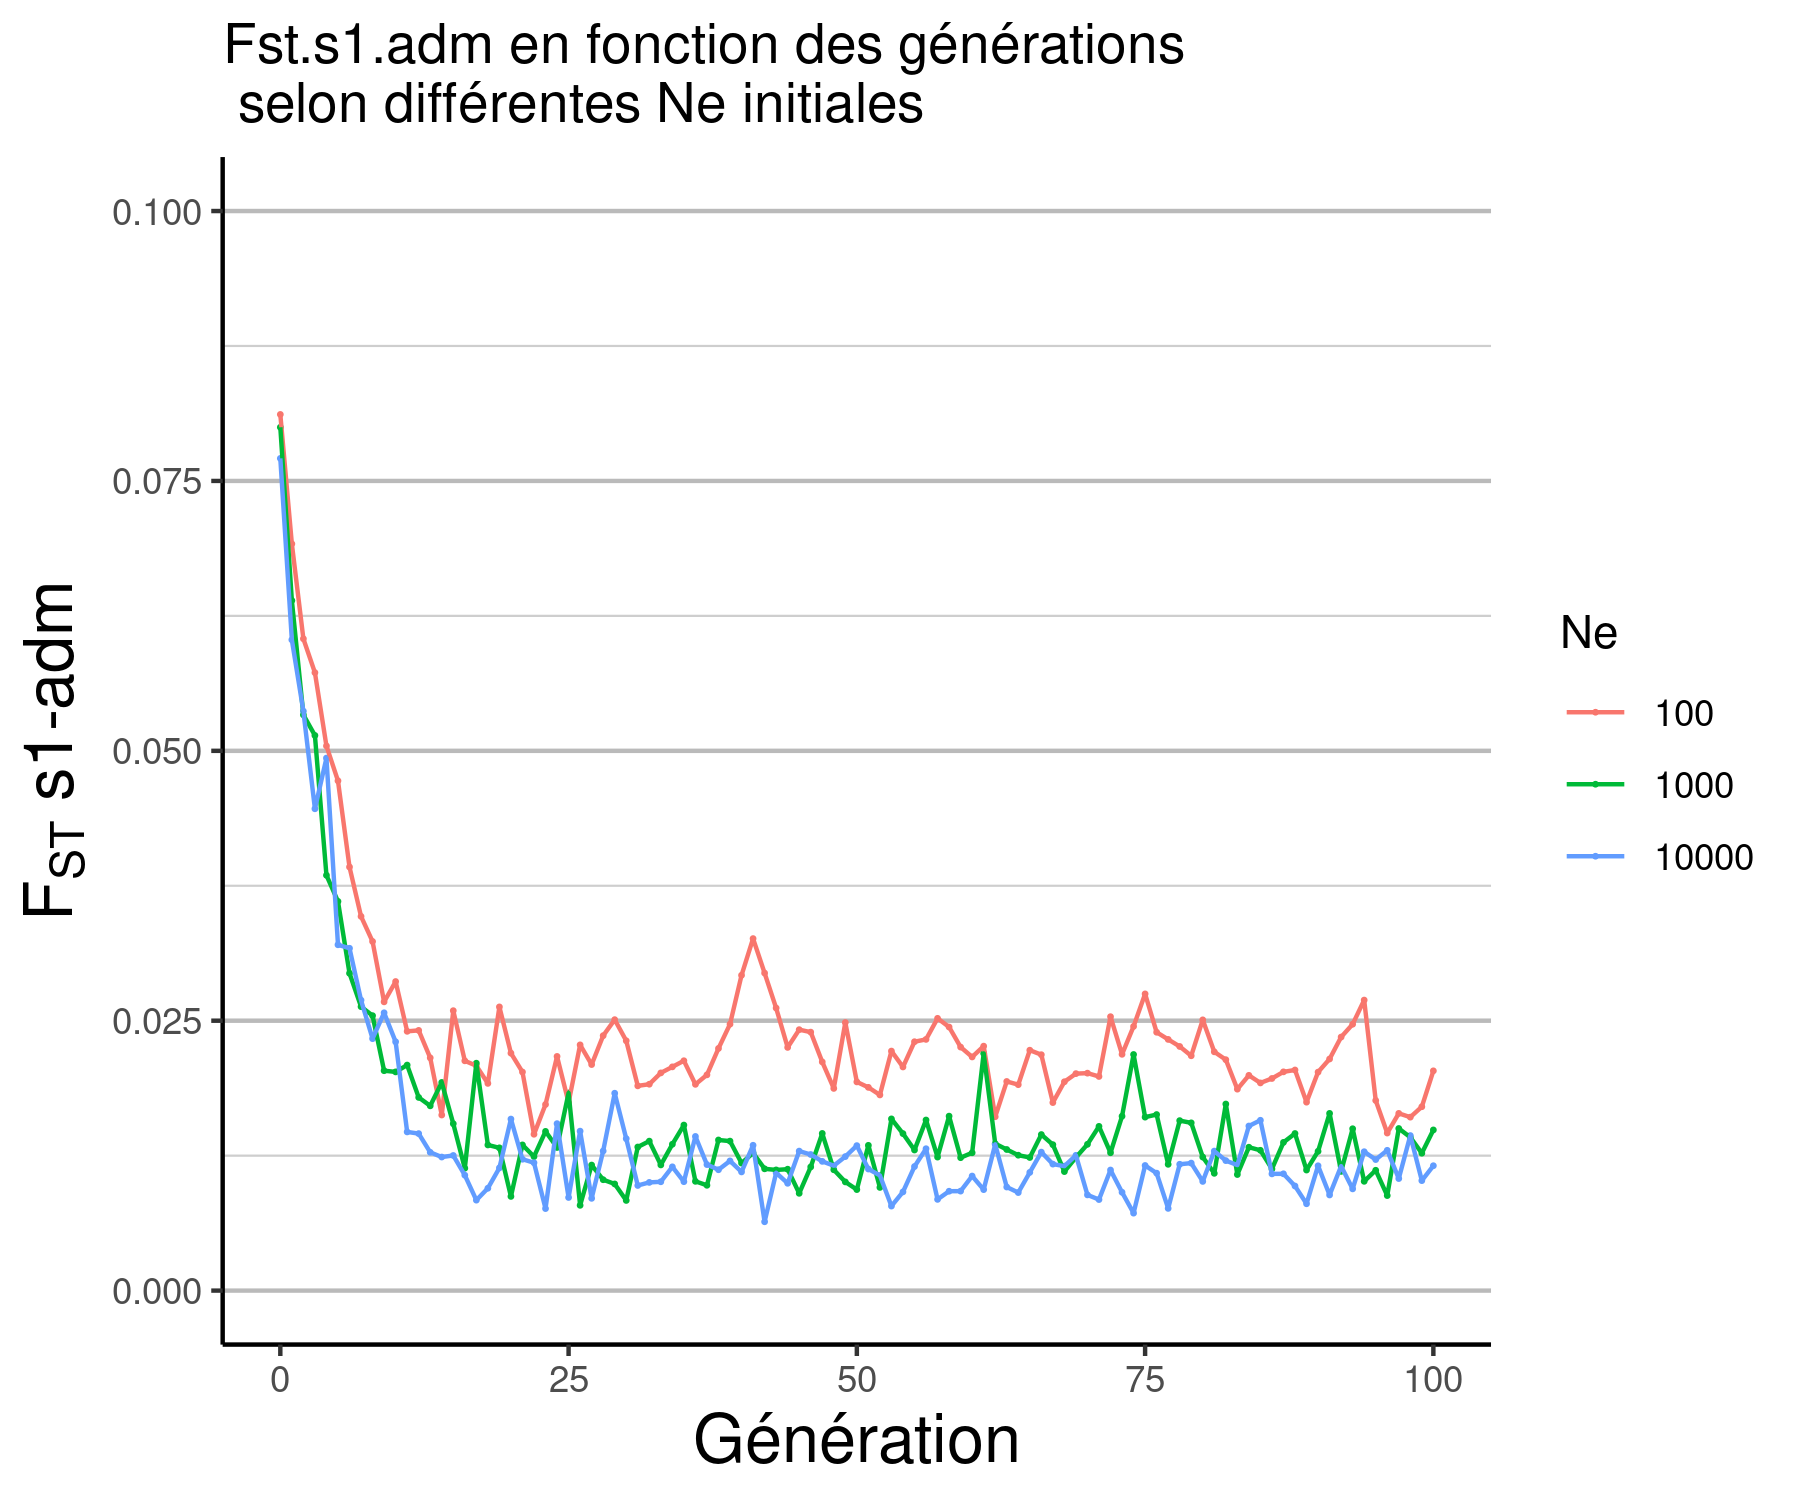 Fst.s1.adm en fonction des générations
selon différentes Ne initiales
0.100
0.075
0.050
0.025
0.000
FST s1-adm
0 25 50 75 100
Génération
Ne
100
1000
10000